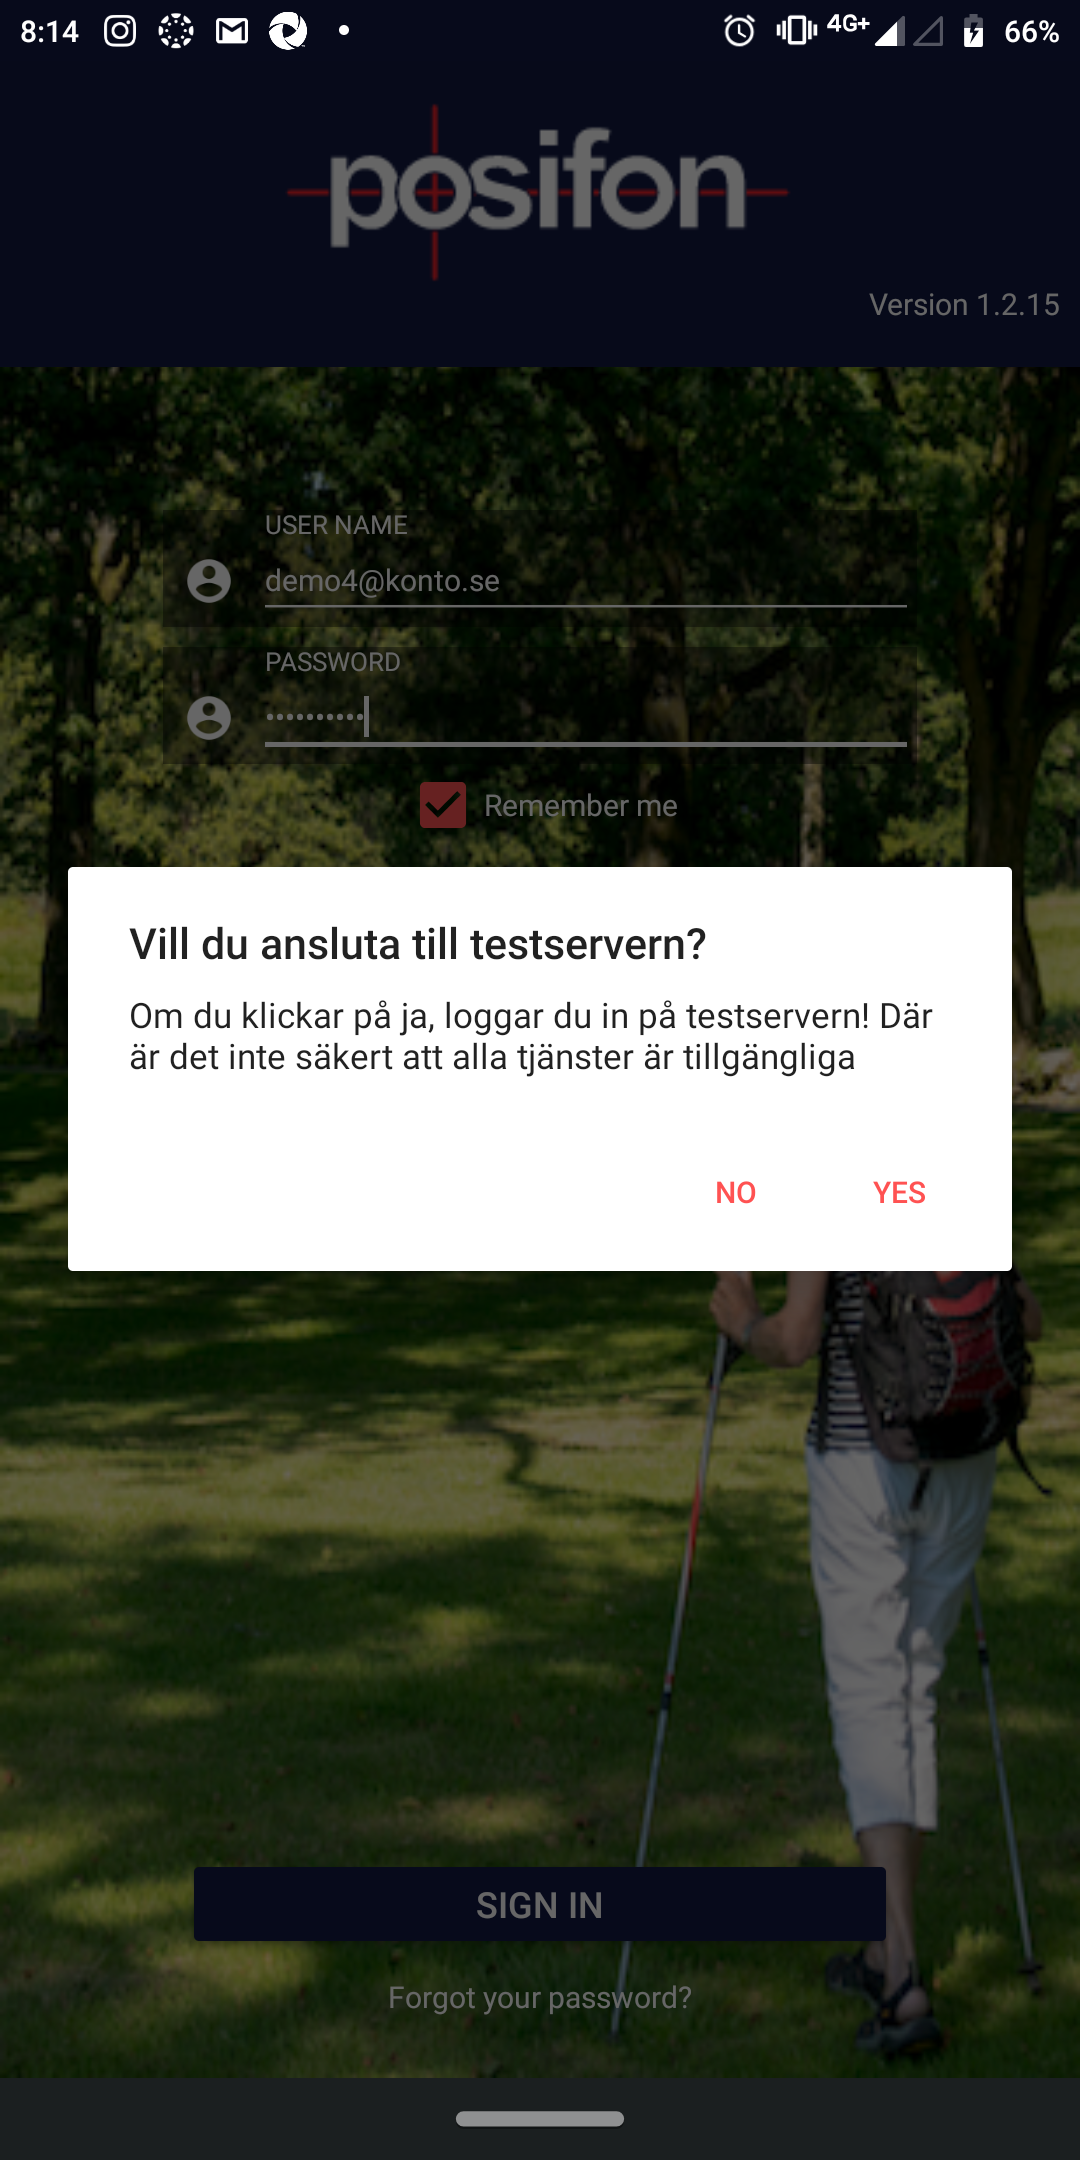 8:14
4G+
66%
posifon
Version 1.2.15
USER NAME
demo4@konto.se
PASSWORD
••••••••••
Remember me
Vill du ansluta till testservern?
Om du klickar på ja, loggar du in på testservern! Där
är det inte säkert att alla tjänster är tillgängliga
NO
YES
SIGN IN
Forgot your password?